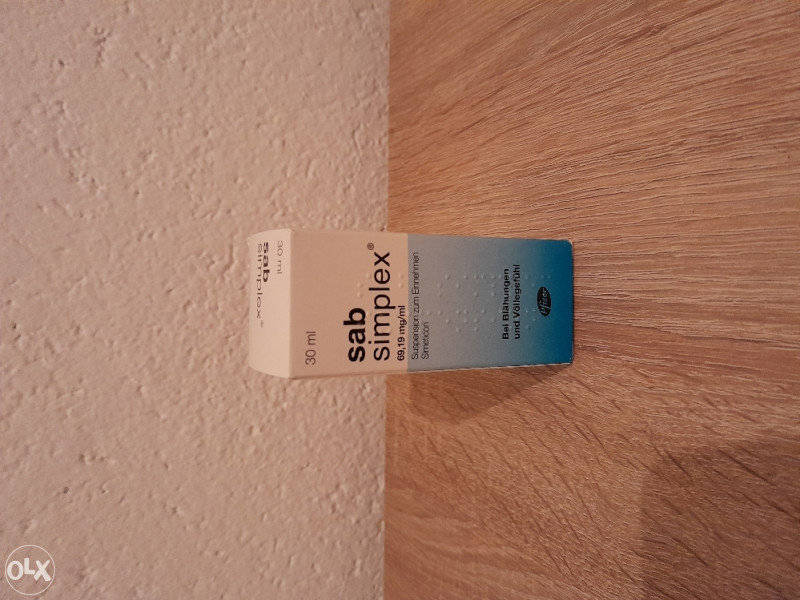 30 ml
sab
simplex®
30 ml
sab
simplex®
69,19 mg/ml
Suspension zum Einnehmen
Simeticon
Bei Blähungen
und Völlegefühl
Pfizer
OLX